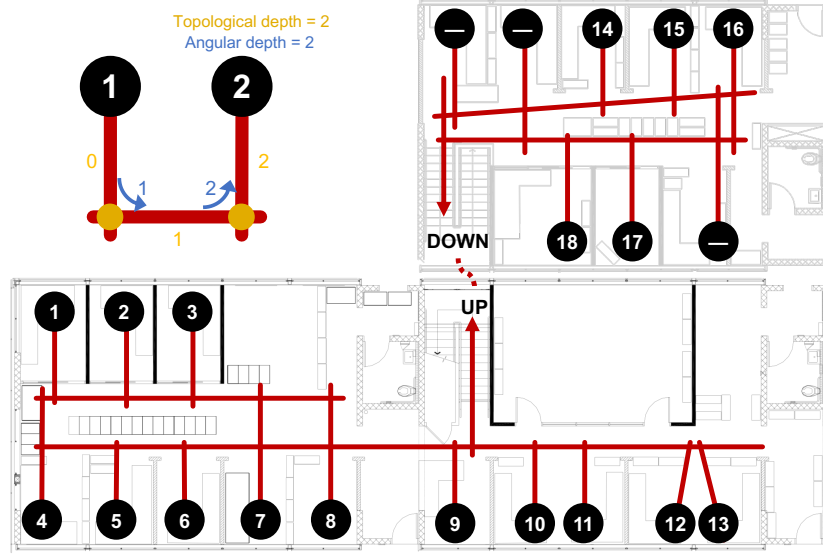 Topological depth = 2
Angular depth = 2
1
2
0
1
2
2
1
— — 14 15 16
DOWN
18 17 —
UP
1 2 3
4 5 6 7 8 9 10 11 12 13